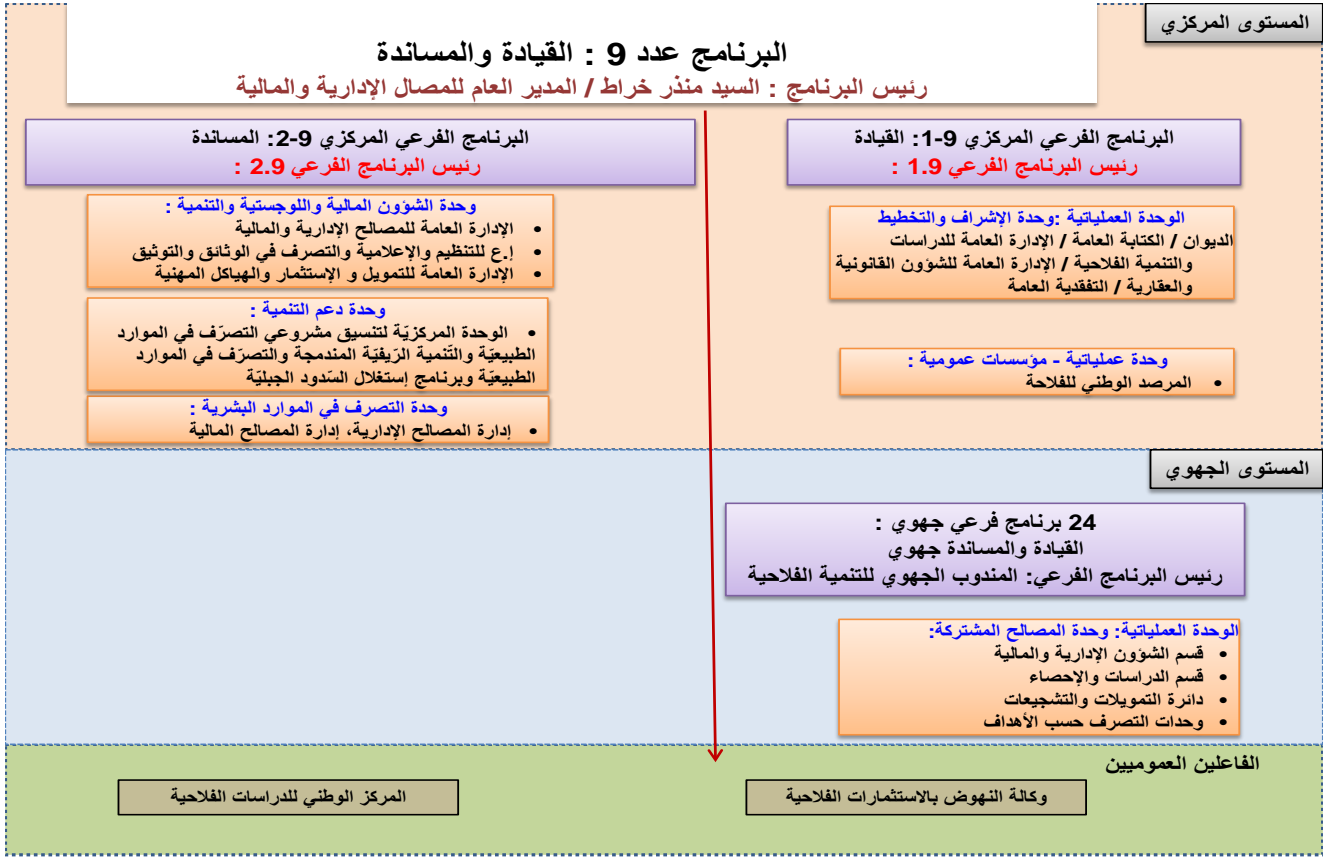 المستوى المركزي
البرنامج عدد 9 : القيادة والمساندة
رئيس البرنامج : السيد منذر خراط / المدير العام للمصال الإدارية والمالية
البرنامج الفرعي المركزي 9-1: القيادة
رئيس البرنامج الفرعي 1.9 :
الوحدة العملياتية :وحدة الإشراف والتخطيط
الديوان / الكتابة العامة / الإدارة العامة للدراسات
والتنمية الفلاحية / الإدارة العامة للشؤون القانونية
والعقارية / التفقدية العامة
وحدة عملياتية - مؤسسات عمومية :
• المرصد الوطني للفلاحة
البرنامج الفرعي المركزي 9-2: المساندة
رئيس البرنامج الفرعي 2.9 :
وحدة الشؤون المالية واللوجستية والتنمية :
• الإدارة العامة للمصالح الإدارية والمالية
• إ.ع للتنظيم والإعلامية والتصرف في الوثائق والتوثيق
• الإدارة العامة للتمويل و الإستثمار والهياكل المهنية
وحدة دعم التنمية :
• الوحدة المركزيّة لتنسيق مشروعي التصرّف في الموارد
الطبيعيّة والتّنمية الرّيفيّة المندمجة والتصرّف في الموارد
الطبيعيّة وبرنامج إستغلال السّدود الجبليّة
وحدة التصرف في الموارد البشرية :
• إدارة المصالح الإدارية، إدارة المصالح المالية
المستوى الجهوي
24 برنامج فرعي جهوي :
القيادة والمساندة جهوي
رئيس البرنامج الفرعي: المندوب الجهوي للتنمية الفلاحية
الوحدة العملياتية: وحدة المصالح المشتركة:
• قسم الشؤون الإدارية والمالية
• قسم الدراسات والإحصاء
• دائرة التمويلات والتشجيعات
• وحدات التصرف حسب الأهداف
الفاعلين العموميين
وكالة النهوض بالاستثمارات الفلاحية
المركز الوطني للدراسات الفلاحية